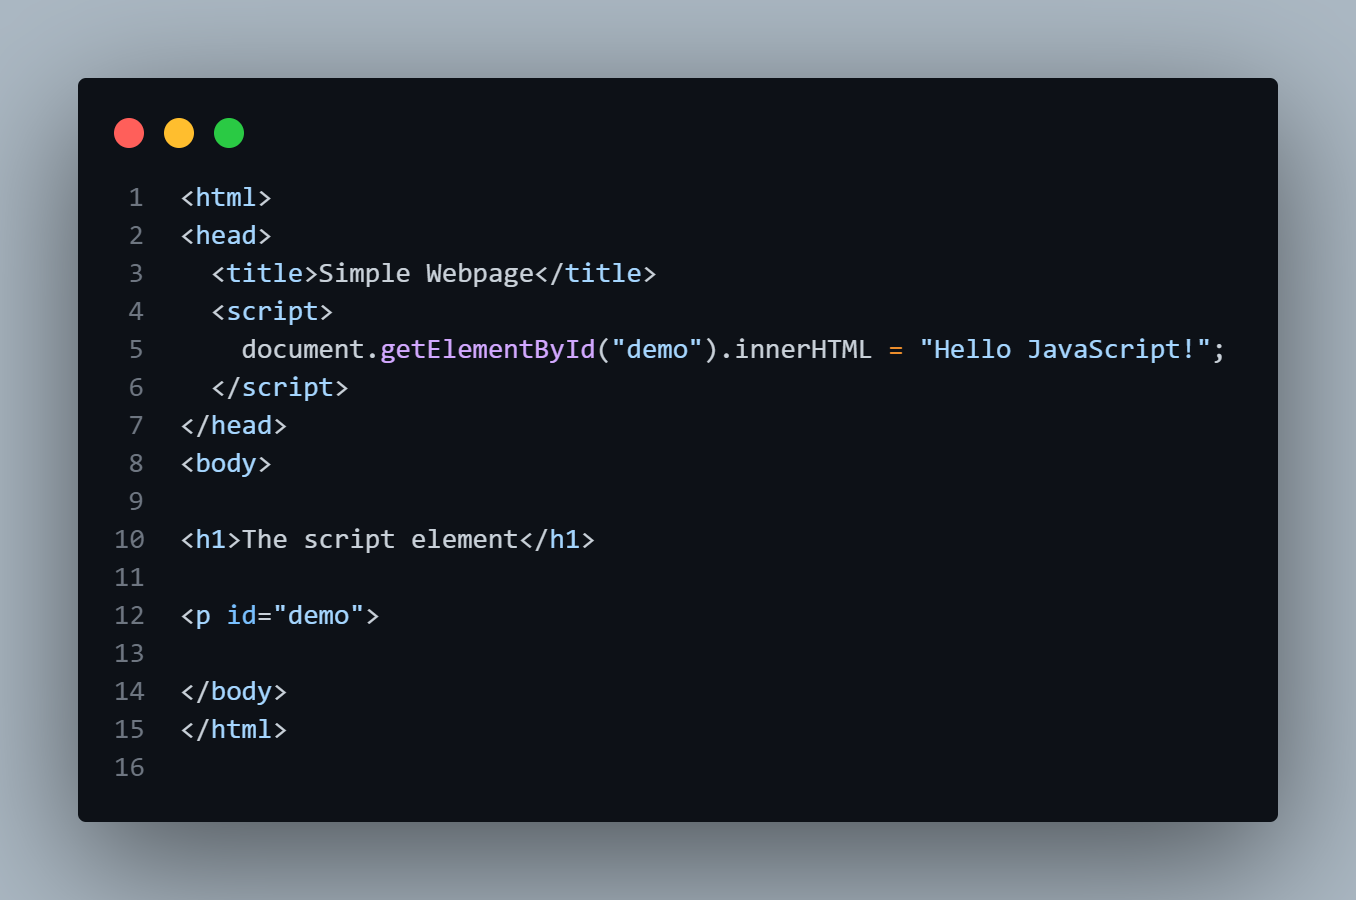 1 <html>
2 <head>
3   <title>Simple Webpage</title>
4   <script>
5     document.getElementById("demo").innerHTML = "Hello JavaScript!";
6   </script>
7 </head>
8 <body>
9
10 <h1>The script element</h1>
11
12 <p id="demo">
13
14 </body>
15 </html>
16